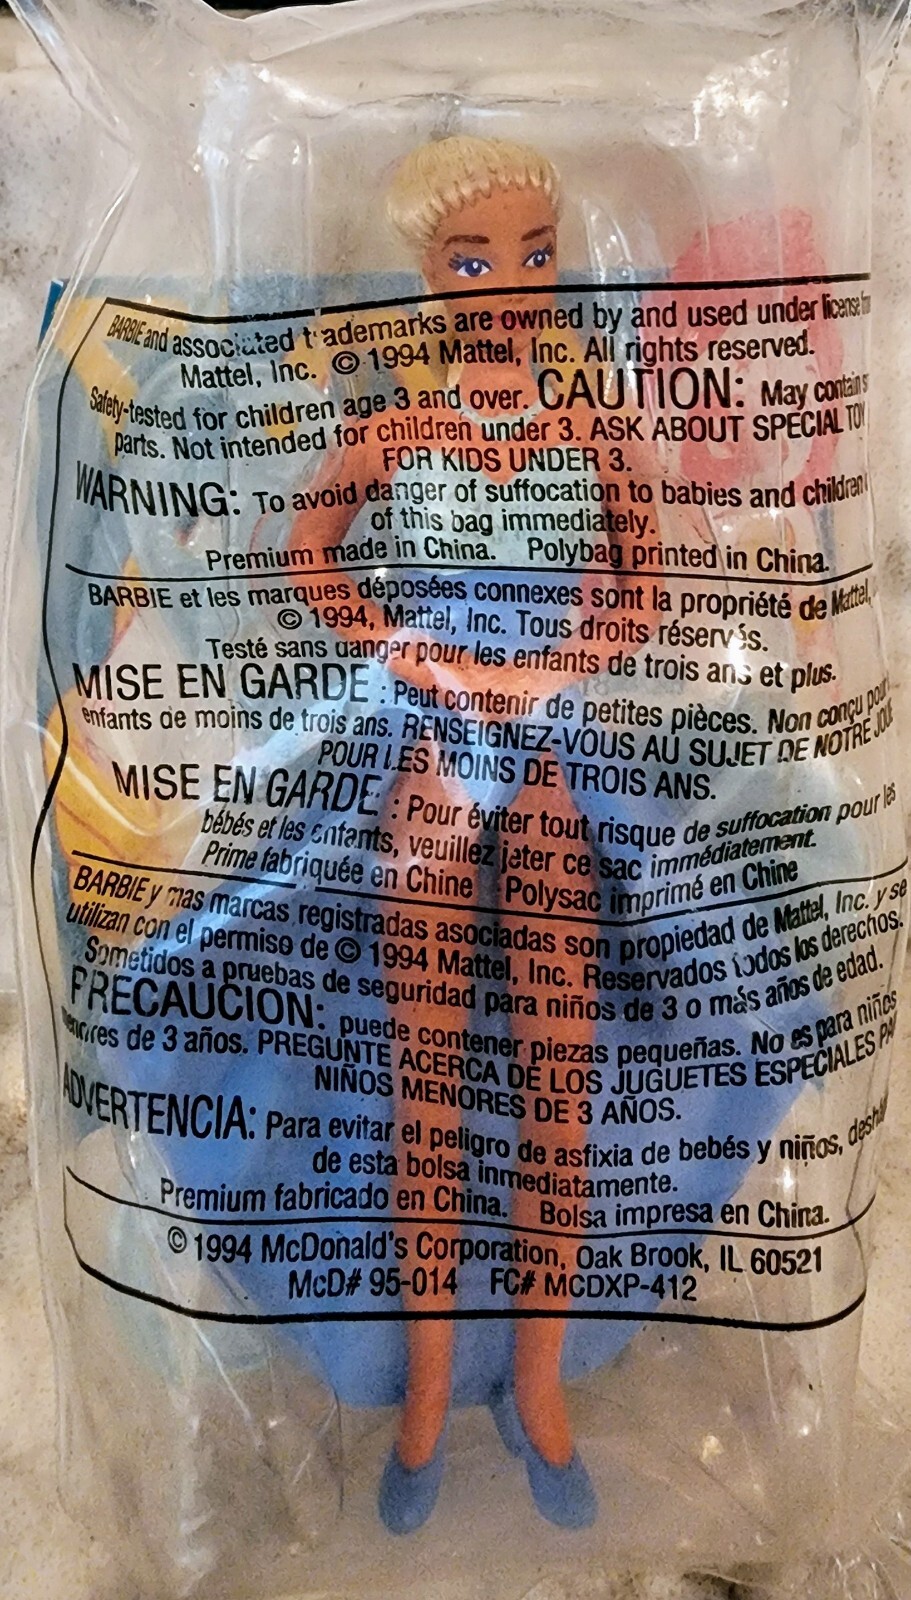 BARBIE and associated trademarks are owned by and used under license
Mattel, Inc. © 1994 Mattel, Inc. All rights reserved.
Safety-tested for children age 3 and over. CAUTION: May contain
parts. Not intended for children under 3. ASK ABOUT SPECIAL TOY
FOR KIDS UNDER 3.
WARNING: To avoid danger of suffocation to babies and children
of this bag immediately.
Premium made in China. Polybag printed in China.
BARBIE et les marques déposées connexes sont la propriété de Mattel,
© 1994, Mattel, Inc. Tous droits réservés.
Testé sans danger pour les enfants de trois ans et plus.
MISE EN GARDE : Peut contenir de petites pièces. Non conçu pour
enfants de moins de trois ans. RENSEIGNEZ-VOUS AU SUJET DE NOTRE
POUR LES MOINS DE TROIS ANS.
MISE EN GARDE : Pour éviter tout risque de suffocation pour les
bébés et les enfants, veuillez jeter ce sac immédiatement.
Prime fabriquée en Chine Polysac imprimé en Chine
BARBIE y mas marcas registradas asociadas son propiedad de Mattel, Inc. y se
utilizan con el permiso de © 1994 Mattel, Inc. Reservados todos los derechos.
Sometidos a pruebas de seguridad para niños de 3 o más años de edad.
PRECAUCION: puede contener piezas pequeñas. No es para niños
menores de 3 años. PREGUNTE ACERCA DE LOS JUGUETES ESPECIALES
NIÑOS MENORES DE 3 AÑOS.
ADVERTENCIA: Para evitar el peligro de asfixia de bebés y niños,
de esta bolsa inmediatamente.
Premium fabricado en China. Bolsa impresa en China.
© 1994 McDonald's Corporation, Oak Brook, IL 60521
McD# 95-014 FC# MCDXP-412